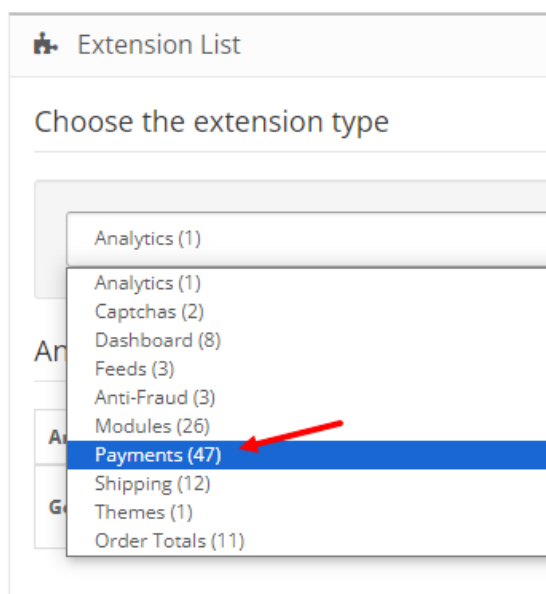 Extension List
Choose the extension type
Analytics (1)
Analytics (1)
Captchas (2)
Dashboard (8)
Feeds (3)
Anti-Fraud (3)
Modules (26)
Payments (47)
Shipping (12)
Themes (1)
Order Totals (11)